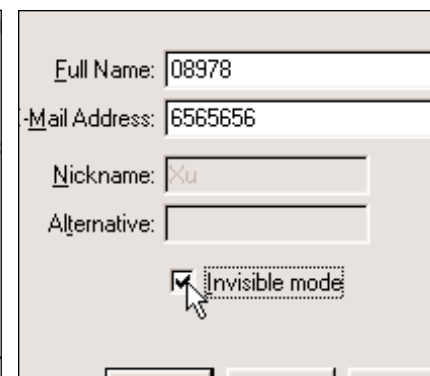 Full Name: 08978
-Mail Address: 6565656
Nickname: Xu
Alternative:
Invisible mode